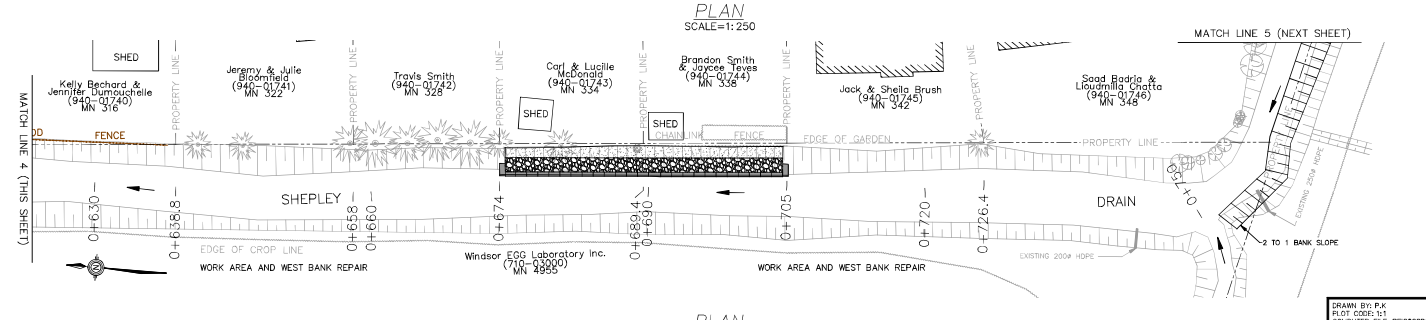 PLAN
SCALE=1:250
MATCH LINE 5 (NEXT SHEET)
SHED
Kelly Bechard &
Jennifer Dumouchelle
(940-01740)
MN 316
PROPERTY LINE
Jeremy & Julie
Bloomfield
(940-01741)
MN 322
PROPERTY LINE
Travis Smith
(940-01742)
MN 328
PROPERTY LINE
Carl & Lucille
McDonald
(940-01743)
MN 334
SHED
PROPERTY LINE
Brandon Smith
& Jaycee Teves
(940-01744)
MN 338
SHED
PROPERTY LINE
Jack & Sheila Brush
(940-01745)
MN 342
PROPERTY LINE
Saad Badria &
Lioudmilla Chatta
(940-01746)
MN 348
MATCH LINE 4 (THIS SHEET)
OD
FENCE
CHAINLINK
FENCE
EDGE OF GARDEN
PROPERTY LINE
SHEPLEY
DRAIN
0+630
0+638.8
0+658
0+660
0+674
0+689.4
0+690
0+705
0+720
0+726.4
0+750
EXISTING 250ø HDPE
2 TO 1 BANK SLOPE
EDGE OF CROP LINE
WORK AREA AND WEST BANK REPAIR
Windsor EGG Laboratory Inc.
(710-03000)
MN 4955
WORK AREA AND WEST BANK REPAIR
EXISTING 200ø HDPE
DRAWN BY: P.K
PLOT CODE: 1:1
PLAN